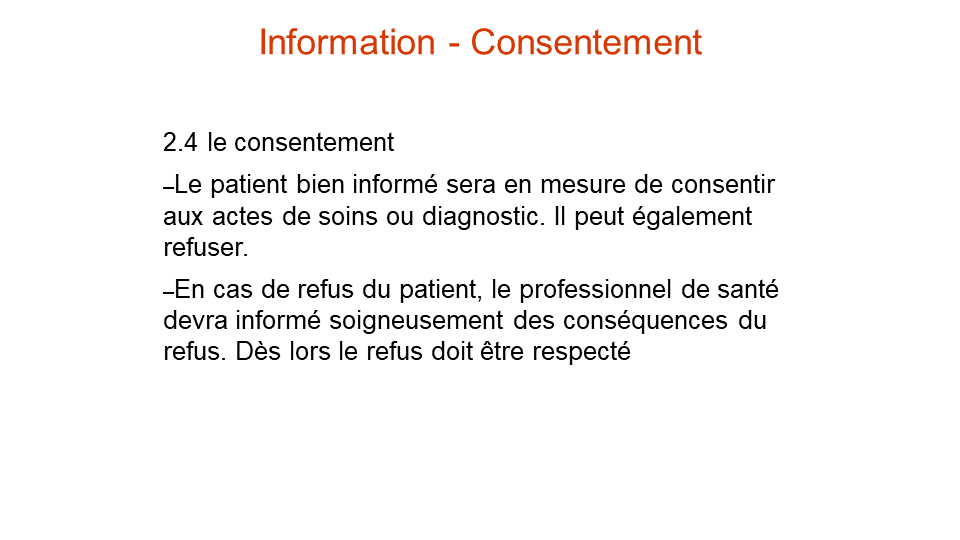 Information - Consentement
2.4 le consentement
–Le patient bien informé sera en mesure de consentir
aux actes de soins ou diagnostic. Il peut également
refuser.
–En cas de refus du patient, le professionnel de santé
devra informé soigneusement des conséquences du
refus. Dès lors le refus doit être respecté